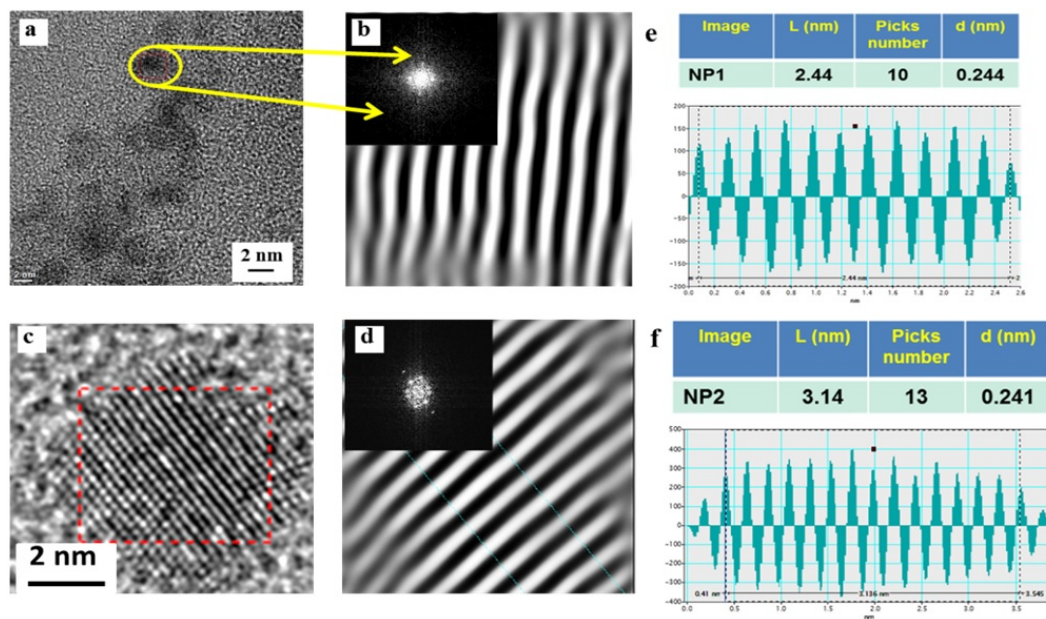 a
2 nm
2 nm
b
e
Image L (nm) Picks number d (nm)
NP1 2.44 10 0.244
200
150
100
50
0
-50
-100
-150
-200
2.44 nm
0.0 0.2 0.4 0.6 0.8 1.0 1.2 1.4 1.6 1.8 2.0 2.2 2.4 2.6
nm
c
2 nm
d
f
Image L (nm) Picks number d (nm)
NP2 3.14 13 0.241
500
400
300
200
100
0
-100
-200
-300
-400
0.41 nm 3.136 nm 3.545
0.0 0.5 1.0 1.5 2.0 2.5 3.0 3.5
nm